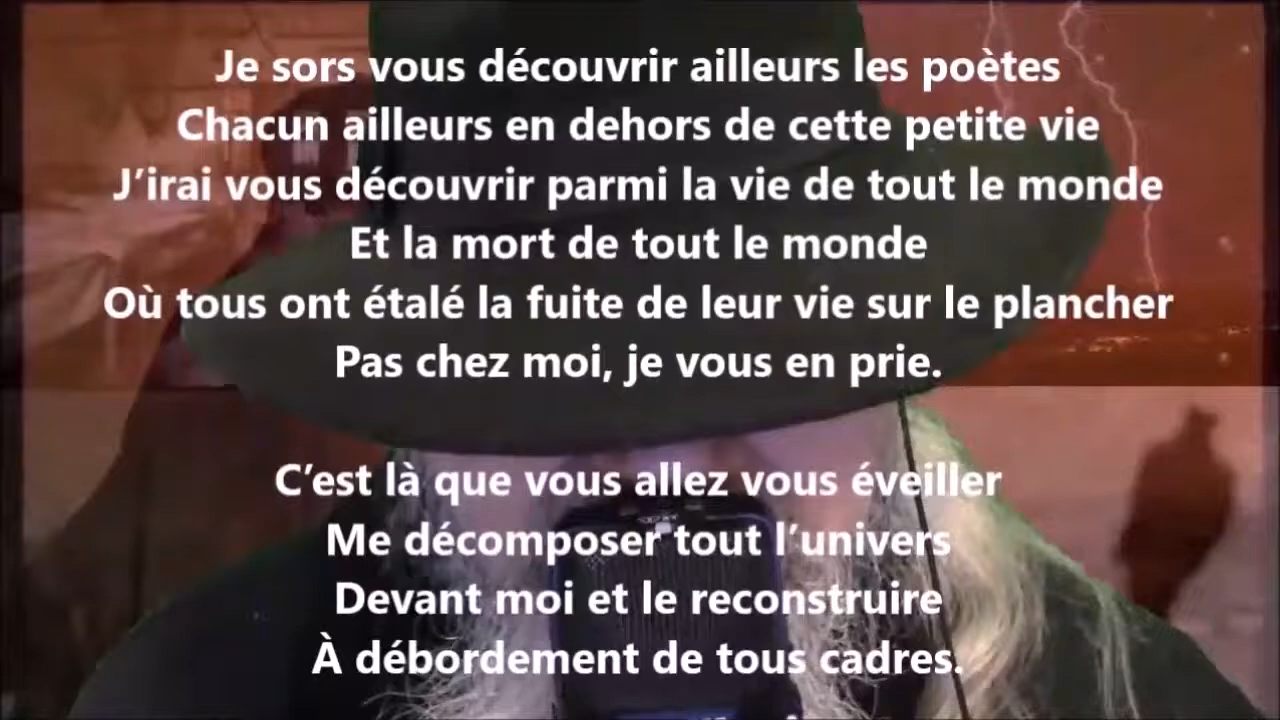 Je sors vous découvrir ailleurs les poètes
Chacun ailleurs en dehors de cette petite vie
J’irai vous découvrir parmi la vie de tout le monde
Et la mort de tout le monde
Où tous ont étalé la fuite de leur vie sur le plancher
Pas chez moi, je vous en prie.
C’est là que vous allez vous éveiller
Me décomposer tout l’univers
Devant moi et le reconstruire
À débordement de tous cadres.